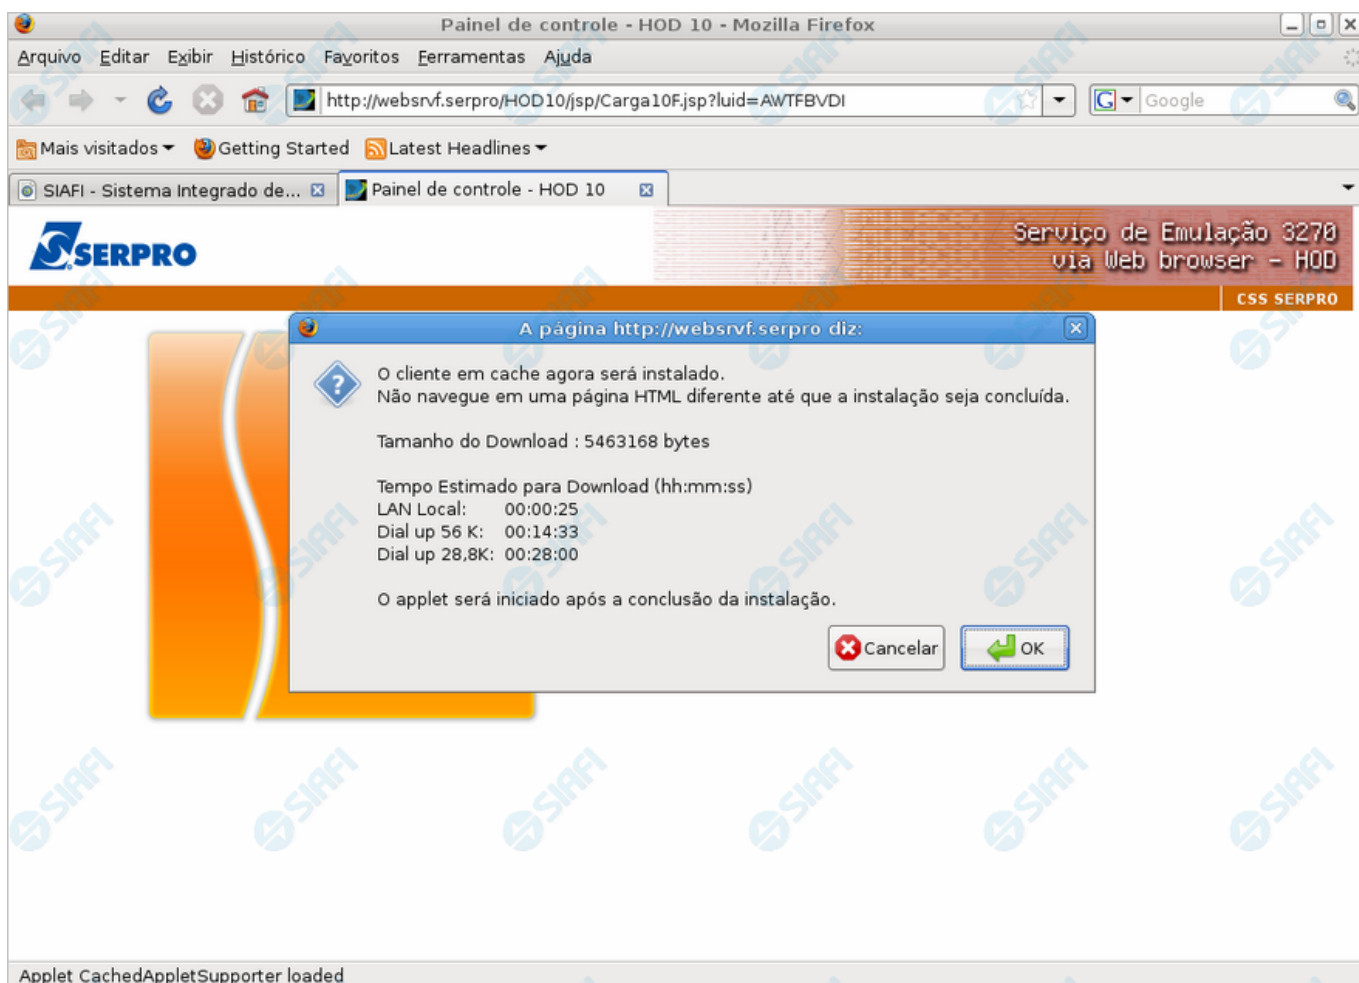 Painel de controle - HOD 10 - Mozilla Firefox
Arquivo Editar Exibir Histórico Favoritos Ferramentas Ajuda
http://websrvf.serpro/HOD10/jsp/Carga10F.jsp?luid=AWTFBVDI
G Google
Mais visitados Getting Started Latest Headlines
SIAFI - Sistema Integrado de... Painel de controle - HOD 10
SERPRO
Serviço de Emulação 3270
via Web browser - HOD
CSS SERPRO
A página http://websrvf.serpro diz:
O cliente em cache agora será instalado.
Não navegue em uma página HTML diferente até que a instalação seja concluída.
Tamanho do Download : 5463168 bytes
Tempo Estimado para Download (hh:mm:ss)
LAN Local: 00:00:25
Dial up 56 K: 00:14:33
Dial up 28,8K: 00:28:00
O applet será iniciado após a conclusão da instalação.
Cancelar OK
Applet CachedAppletSupporter loaded
SIAFI